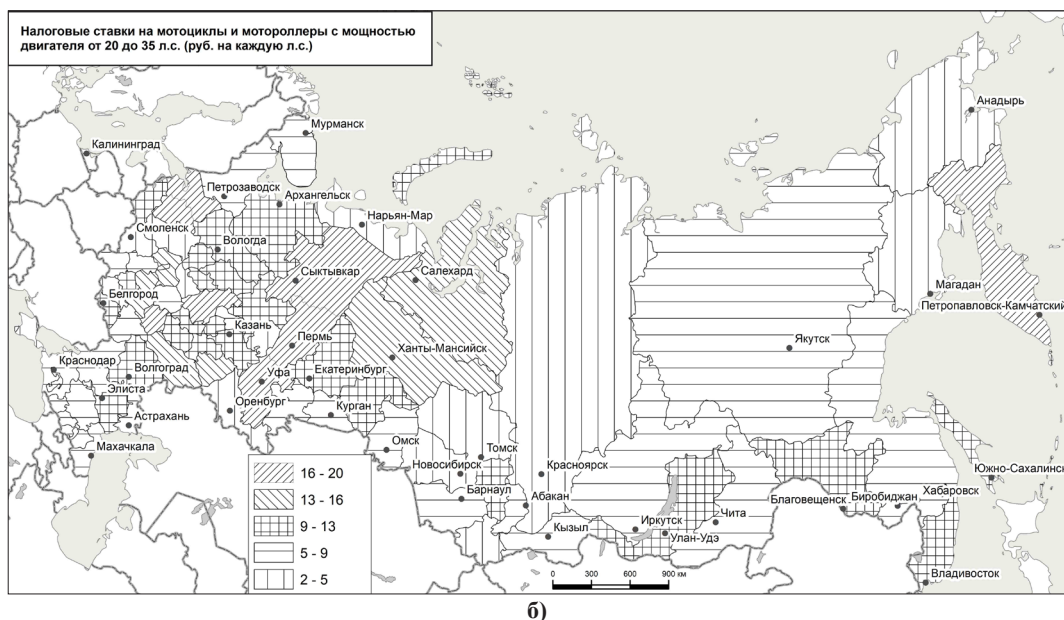 Налоговые ставки на мотоциклы и мотороллеры с мощностью
двигателя от 20 до 35 л.с. (руб. на каждую л.с.)
Анадырь
Мурманск
Калининград
Петрозаводск
Архангельск
Нарьян-Мар
Смоленск
Вологда
Сыктывкар
Салехард
Магадан
Белгород
Петропавловск-Камчатский
Казань
Пермь
Ханты-Мансийск
Якутск
Краснодар
Волгоград
Уфа
Екатеринбург
Элиста
Оренбург
Курган
Астрахань
Махачкала
Омск
Томск
Новосибирск
Красноярск
Южно-Сахалинск
Барнаул
Абакан
Благовещенск
Биробиджан
Хабаровск
Кызыл
Иркутск
Чита
Улан-Удэ
Владивосток
16 - 20
13 - 16
9 - 13
5 - 9
2 - 5
0 300 600 900 км
б)